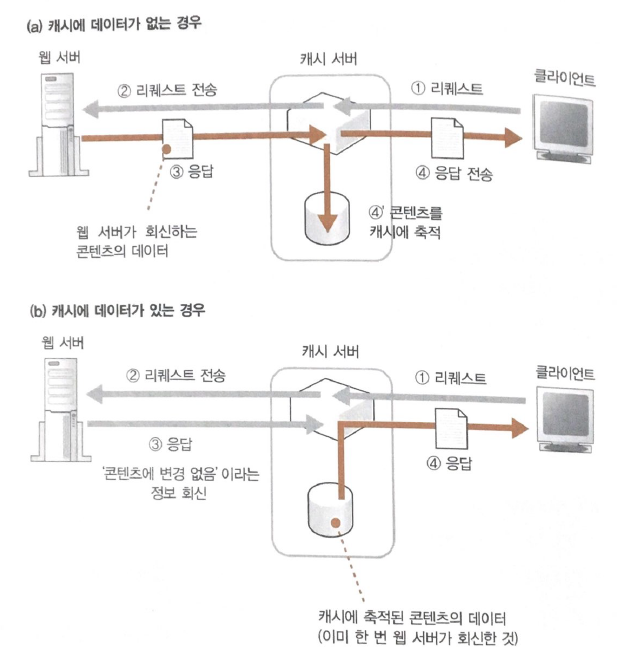 (a) 캐시에 데이터가 없는 경우
웹 서버
캐시 서버
클라이언트
② 리퀘스트 전송
① 리퀘스트
③ 응답
④ 응답 전송
④' 콘텐츠를
캐시에 축적
웹 서버가 회신하는
콘텐츠의 데이터
(b) 캐시에 데이터가 있는 경우
웹 서버
캐시 서버
클라이언트
② 리퀘스트 전송
① 리퀘스트
③ 응답
'콘텐츠에 변경 없음' 이라는
정보 회신
④ 응답
캐시에 축적된 콘텐츠의 데이터
(이미 한 번 웹 서버가 회신한 것)